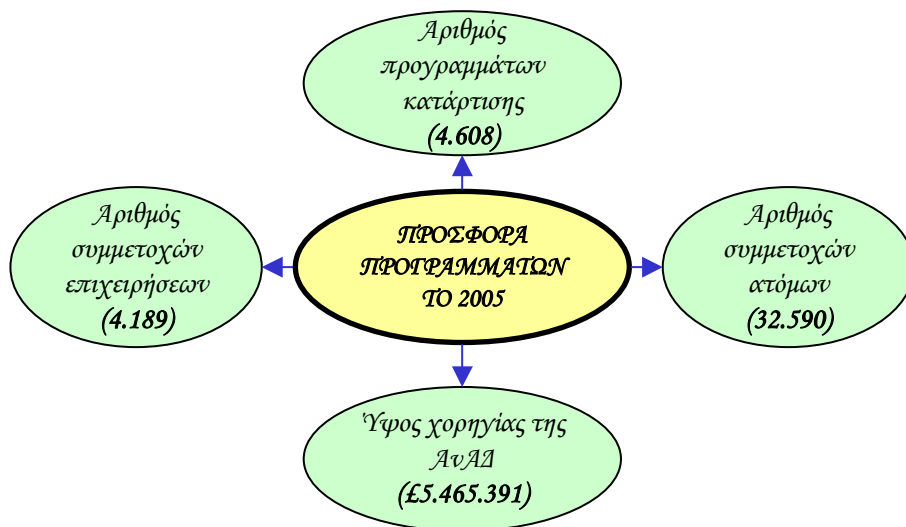 Αριθμός
προγραμμάτων
κατάρτισης
(4.608)
Αριθμός
συμμετοχών
επιχειρήσεων
(4.189)
ΠΡΟΣΦΟΡΑ
ΠΡΟΓΡΑΜΜΑΤΩΝ
ΤΟ 2005
Αριθμός
συμμετοχών
ατόμων
(32.590)
Ύψος χορηγίας της
ΑνΑΔ
(£5.465.391)